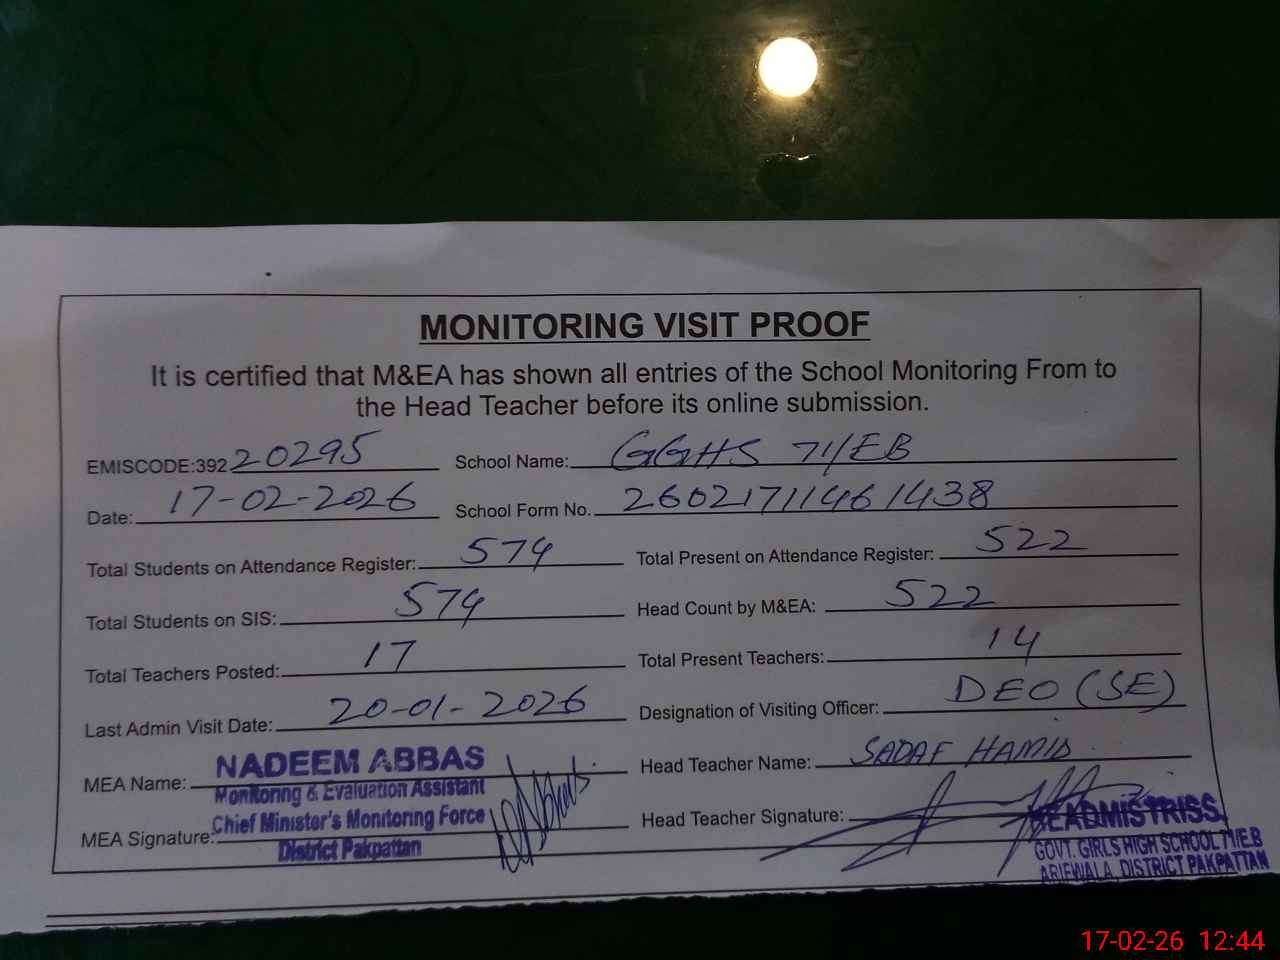 MONITORING VISIT PROOF
It is certified that M&EA has shown all entries of the School Monitoring From to
the Head Teacher before its online submission.
EMISCODE:392 20295 School Name: GGHS 71/EB
Date: 17-02-2026 School Form No. 260217114461438
Total Students on Attendance Register: 574 Total Present on Attendance Register: 522
Total Students on SIS: 574 Head Count by M&EA: 522
Total Teachers Posted: 17 Total Present Teachers: 14
Last Admin Visit Date: 20-01-2026 Designation of Visiting Officer: DEO (SE)
MEA Name: NADEEM ABBAS Head Teacher Name: SADAF HAMID
Monitoring & Evaluation Assistant
MEA Signature: Chief Minister's Monitoring Force Head Teacher Signature: HEADMISTRISS
District Pakpattan
GOVT. GIRLS HIGH SCHOOL 71/E.B
ARIFWALA, DISTRICT PAKPATTAN
17-02-26 12:44